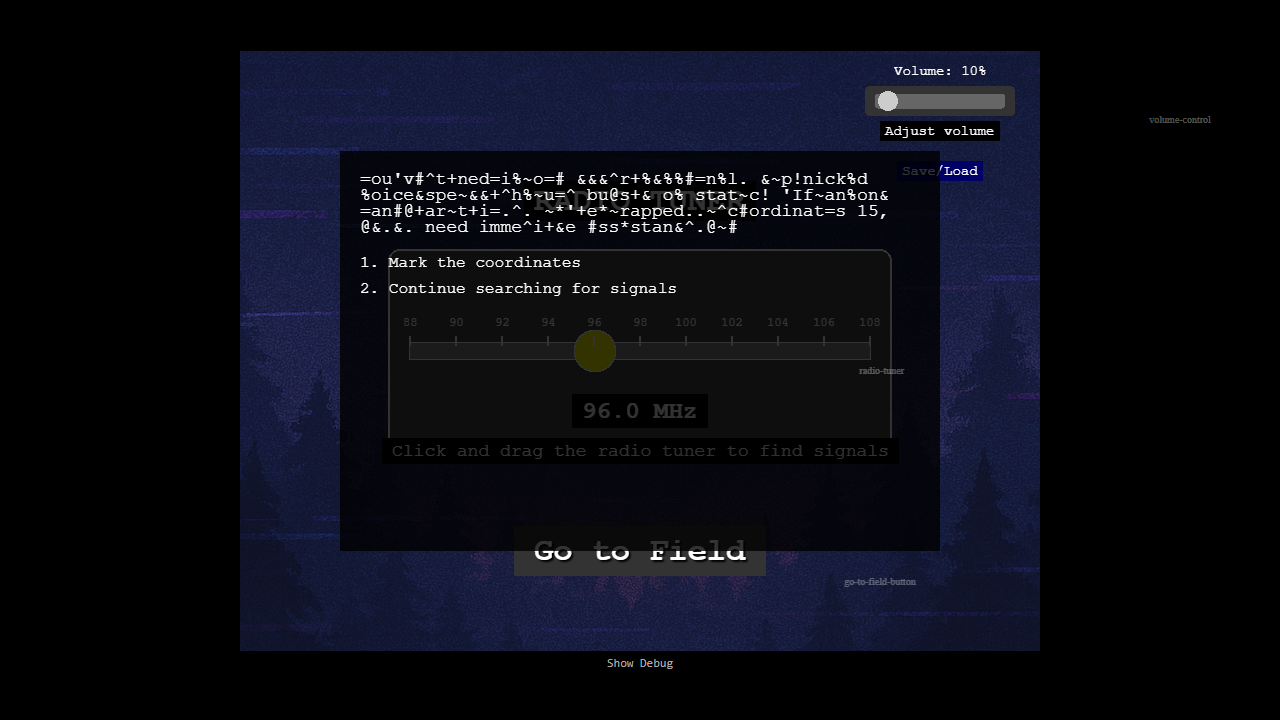 Volume: 10%
volume-control
Adjust volume
Save/Load
=ou'v#^t+ned=i%~o=# &&&^r+%&%%#=n%l. &~p!nick%d
%oice&spe~&&+^h%~u=^ bu@s+& o% stat~c! 'If~an%on&
RADIO TUNER
=an#@+ar~t+i=.^. ~*'+e*~rapped..~^c#ordinat=s 15,
@&.&. need imme^i+&e #ss*stan&^.@~#
1. Mark the coordinates
2. Continue searching for signals
88 90 92 94 96 98 100 102 104 106 108
radio-tuner
96.0 MHz
Click and drag the radio tuner to find signals
Go to Field
go-to-field-button
Show Debug